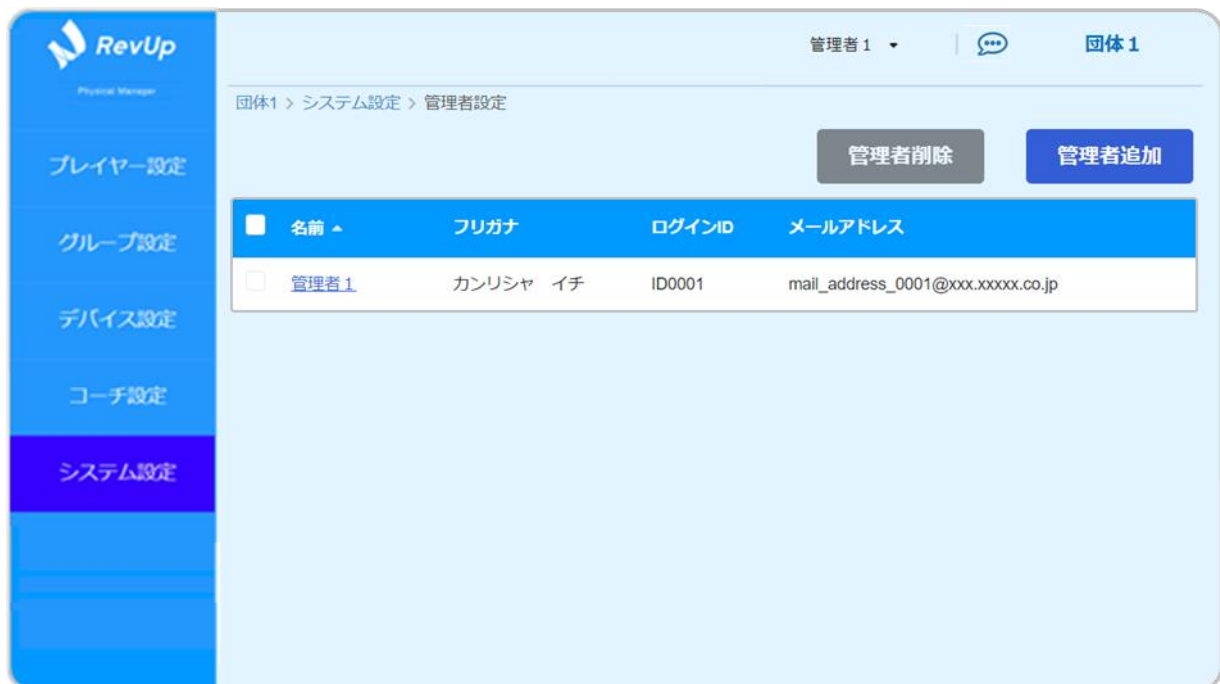 RevUp
Physical Manager
管理者1
団体1
団体1 > システム設定 > 管理者設定
管理者削除
管理者追加
プレイヤー設定
グループ設定
デバイス設定
コーチ設定
システム設定
名前 フリガナ ログインID メールアドレス
管理者1 カンリシャ イチ ID0001 mail_address_0001@xxx.xxxxx.co.jp